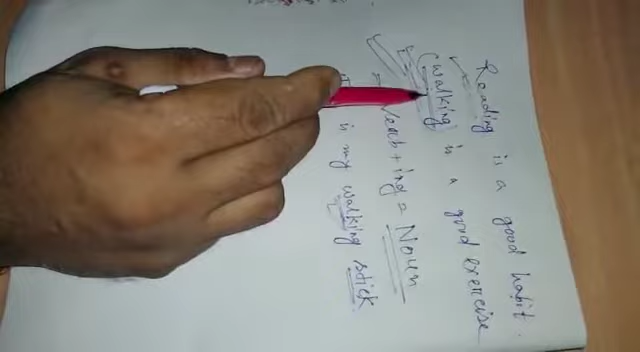 Reading is a good habit.
(Walking) is a good exercise
Verb + ing = Noun
is my walking stick.